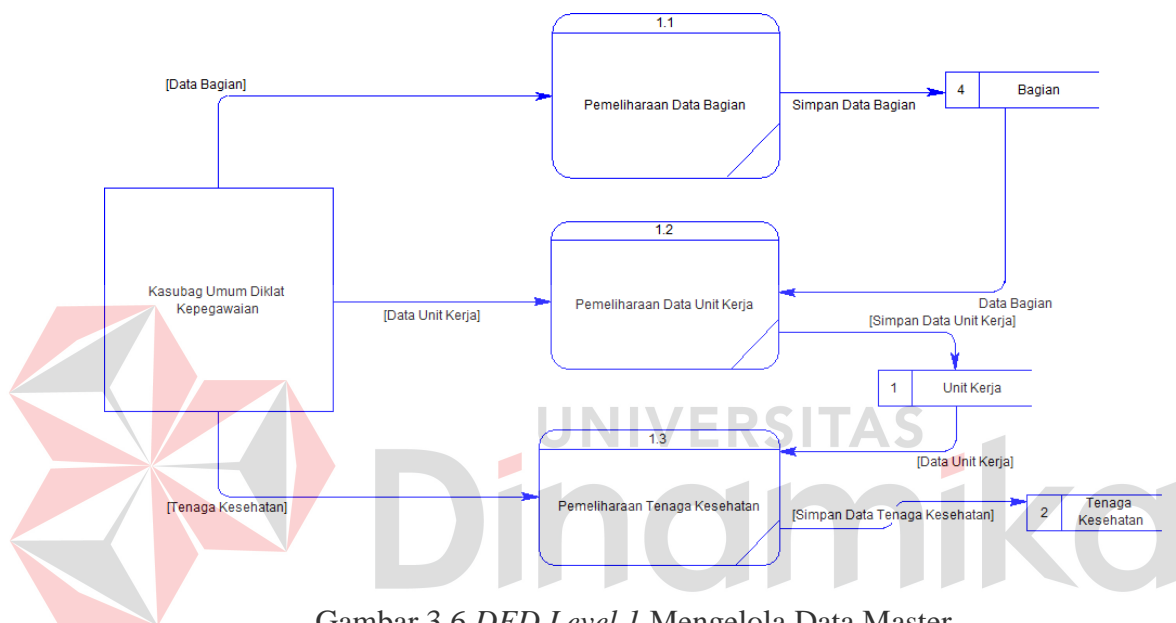 1.1
[Data Bagian]
Pemeliharaan Data Bagian
Simpan Data Bagian
4
Bagian
1.2
Kasubag Umum Diklat
Kepegawaian
[Data Unit Kerja]
Pemeliharaan Data Unit Kerja
Data Bagian
[Simpan Data Unit Kerja]
1
Unit Kerja
UNIVERSITAS
Dinamika
1.3
[Data Unit Kerja]
[Tenaga Kesehatan]
Pemeliharaan Tenaga Kesehatan
[Simpan Data Tenaga Kesehatan]
2
Tenaga
Kesehatan
Gambar 3.6 DFD Level 1 Mengelola Data Master